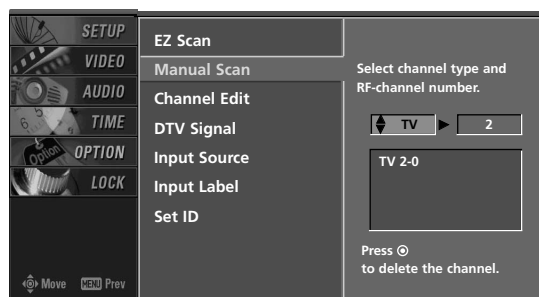 SETUP
VIDEO
AUDIO
TIME
OPTION
LOCK
Move MENU Prev
EZ Scan
Manual Scan
Channel Edit
DTV Signal
Input Source
Input Label
Set ID
Select channel type and
RF-channel number.
TV 2
TV 2-0
Press
to delete the channel.